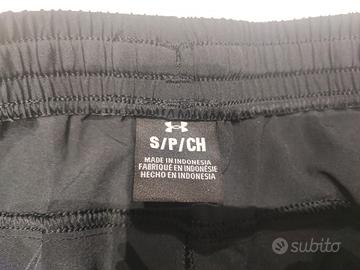 S/P/CH
MADE IN INDONESIA
FABRIQUÉ EN INDONÉSIE
HECHO EN INDONESIA
subito